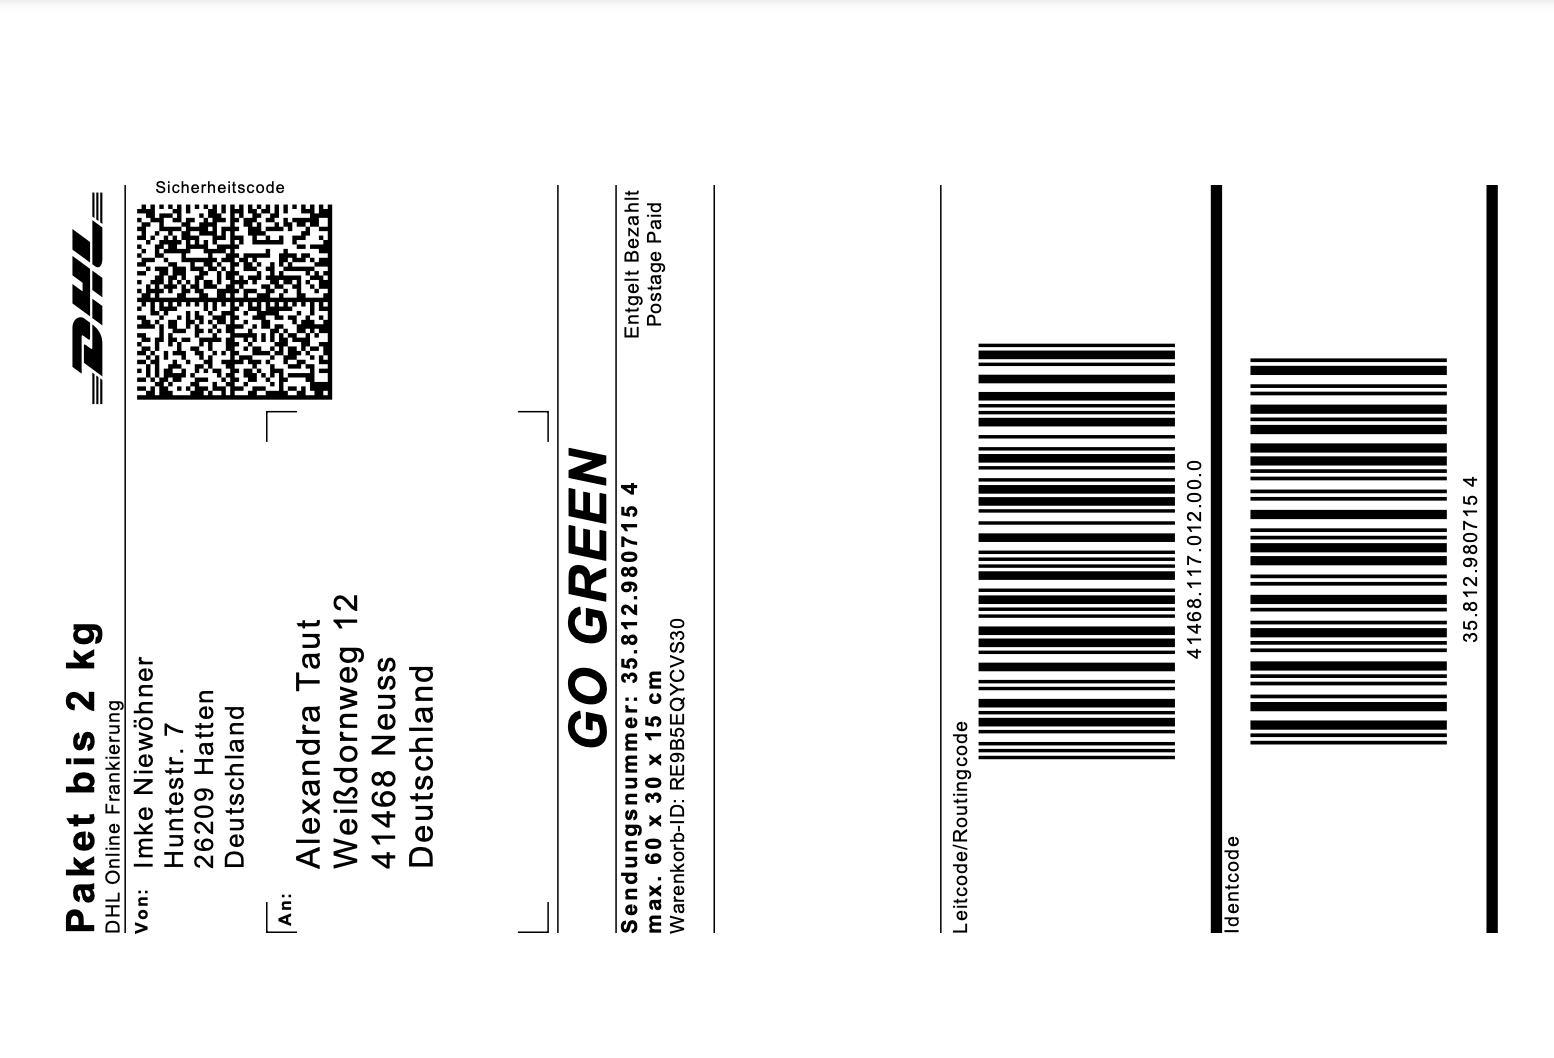 Paket bis 2 kg
DHL Online Frankierung
DHL
Von: Imke Niewöhner
Huntestr. 7
26209 Hatten
Deutschland
Sicherheitscode
An: Alexandra Taut
Weißdornweg 12
41468 Neuss
Deutschland
GO GREEN
Sendungsnummer: 35.812.980715 4
max. 60 x 30 x 15 cm
Warenkorb-ID: RE9B5EQYCVS30
Entgelt Bezahlt
Postage Paid
Leitcode/Routingcode
41468.117.012.00.0
Identcode
35.812.980715 4